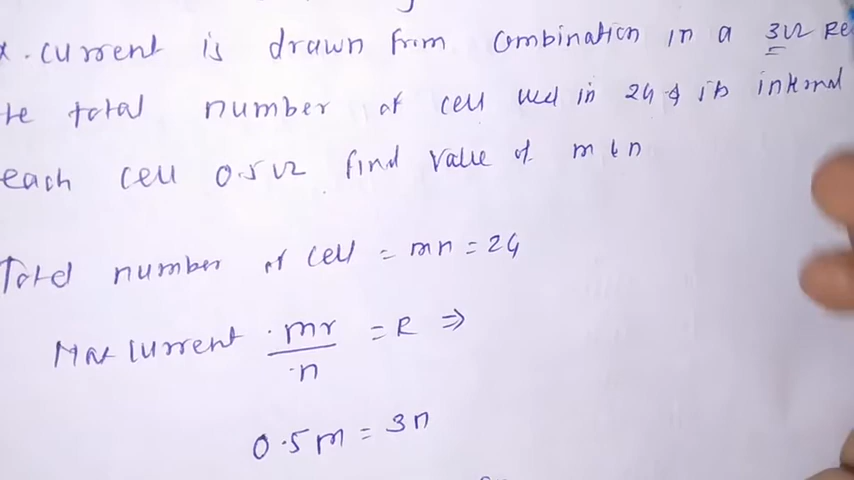 x. current is drawn from combination in a 3Ω Re
te total number of cell used in 24 & its internal
each cell 0.5Ω find value of m & n
Total number of cell = mn = 24
Max current mr/n = R ⇒
0.5m = 3n